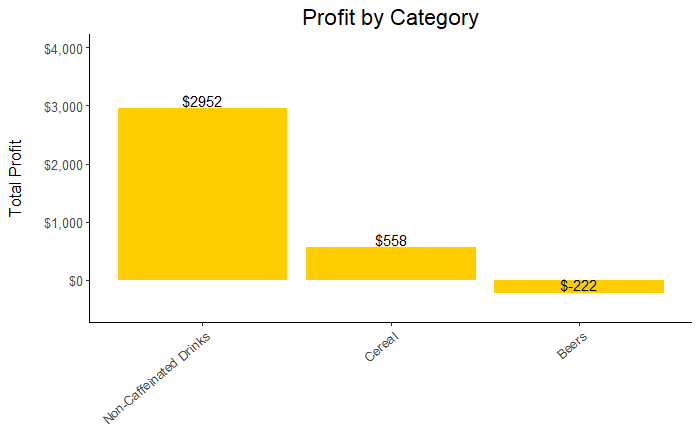 Profit by Category
$4,000
$3,000
$2,000
$1,000
$0
Total Profit
$2952
$558
$-222
Non-Caffeinated Drinks
Cereal
Beers